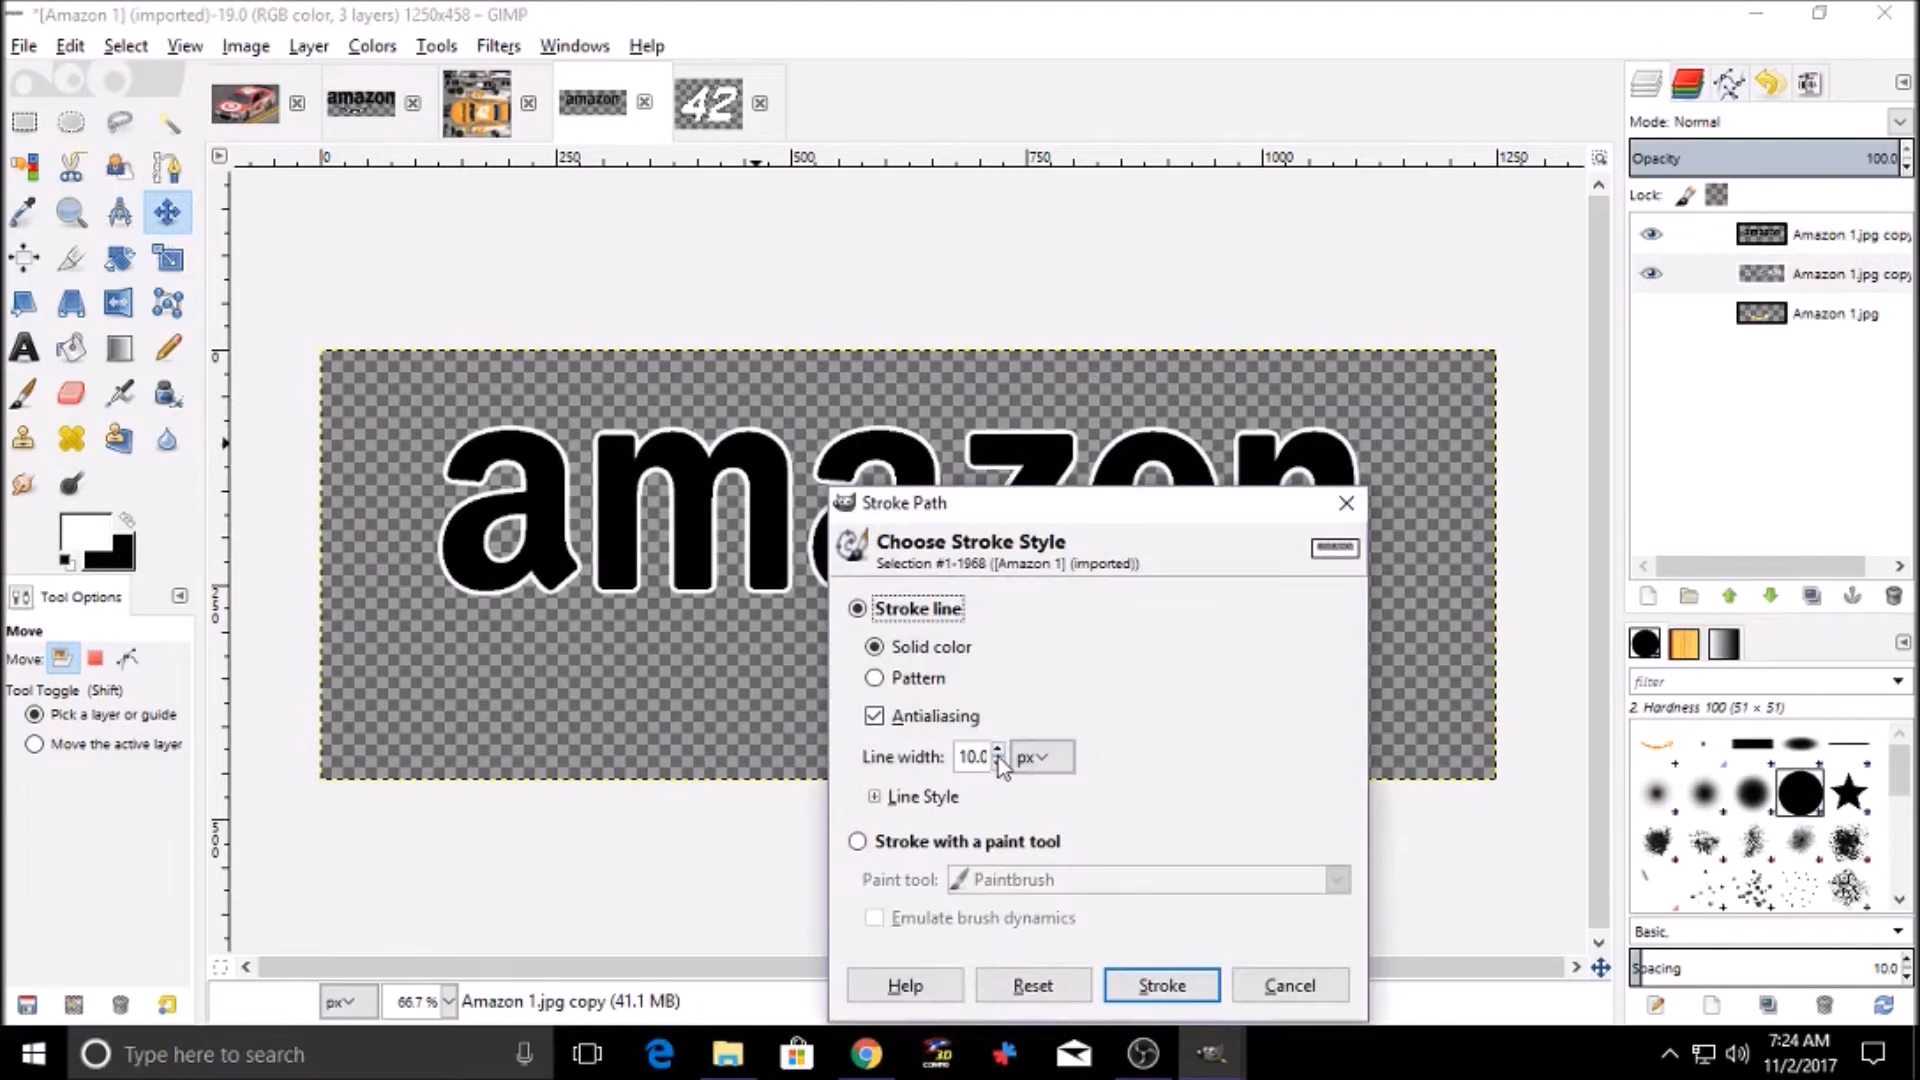 *[Amazon 1] (imported)-19.0 (RGB color, 3 layers) 1250x458 – GIMP
File Edit Select View Image Layer Colors Tools Filters Windows Help
amazon
amazon
42
0 250 500 750 1000 1250
0
250
500
amazon
Mode: Normal
Opacity 100.0
Lock:
Amazon 1.jpg copy
Amazon 1.jpg copy
Amazon 1.jpg
Tool Options
Move
Move:
Tool Toggle (Shift)
Pick a layer or guide
Move the active layer
Stroke Path
Choose Stroke Style
Selection #1-1968 ([Amazon 1] (imported))
Stroke line
Solid color
Pattern
Antialiasing
Line width: 10.0 px
Line Style
Stroke with a paint tool
Paint tool: Paintbrush
Emulate brush dynamics
Help Reset Stroke Cancel
filter
2. Hardness 100 (51 × 51)
Basic,
Spacing 10.0
px 66.7 % Amazon 1.jpg copy (41.1 MB)
Type here to search
7:24 AM
11/2/2017